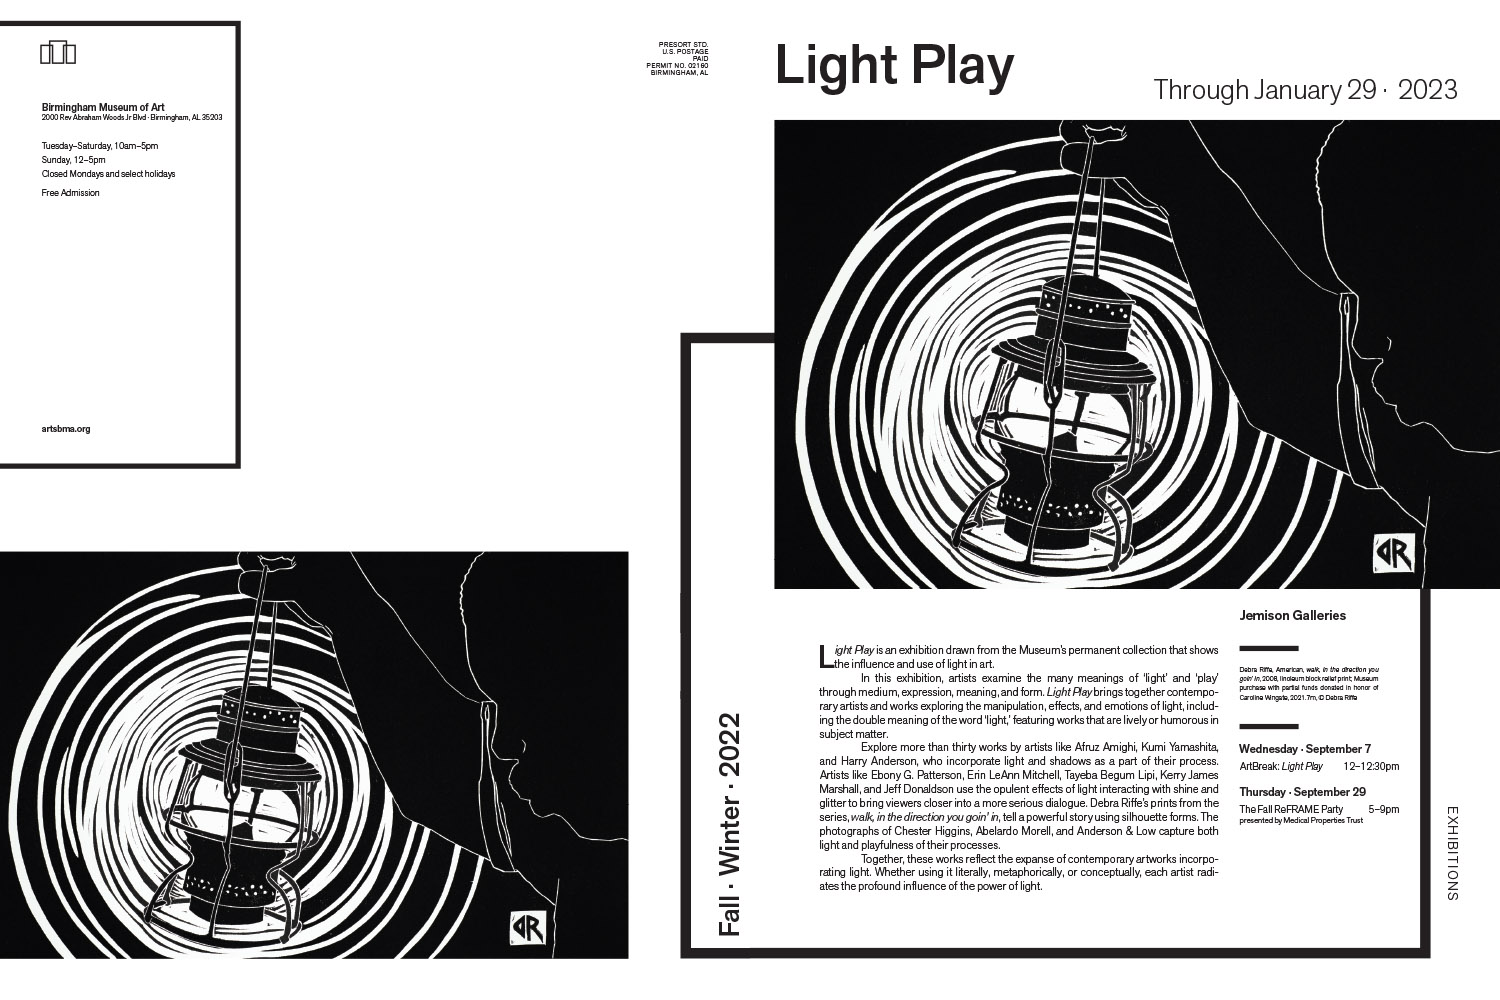 Birmingham Museum of Art
2000 Rev Abraham Woods Jr Blvd · Birmingham, AL 35203
Tuesday–Saturday, 10am–5pm
Sunday, 12–5pm
Closed Mondays and select holidays
Free Admission
artsbma.org
DR
PRESORT STD.
U.S. POSTAGE
PAID
PERMIT NO. 02160
BIRMINGHAM, AL
Light Play
Through January 29 · 2023
DR
Fall · Winter · 2022
Light Play is an exhibition drawn from the Museum's permanent collection that shows
the influence and use of light in art.
In this exhibition, artists examine the many meanings of 'light' and 'play'
through medium, expression, meaning, and form. Light Play brings together contempo-
rary artists and works exploring the manipulation, effects, and emotions of light, includ-
ing the double meaning of the word 'light,' featuring works that are lively or humorous in
subject matter.
Explore more than thirty works by artists like Afruz Amighi, Kumi Yamashita,
and Harry Anderson, who incorporate light and shadows as a part of their process.
Artists like Ebony G. Patterson, Erin LeAnn Mitchell, Tayeba Begum Lipi, Kerry James
Marshall, and Jeff Donaldson use the opulent effects of light interacting with shine and
glitter to bring viewers closer into a more serious dialogue. Debra Riffe's prints from the
series, walk, in the direction you goin' in, tell a powerful story using silhouette forms. The
photographs of Chester Higgins, Abelardo Morell, and Anderson & Low capture both
light and playfulness of their processes.
Together, these works reflect the expanse of contemporary artworks incorpo-
rating light. Whether using it literally, metaphorically, or conceptually, each artist radi-
ates the profound influence of the power of light.
Jemison Galleries
Debra Riffe, American, walk, in the direction you
goin' in, 2008, linoleum block relief print; Museum
purchase with partial funds donated in honor of
Caroline Wingate, 2021.7m, © Debra Riffe
Wednesday · September 7
ArtBreak: Light Play 12–12:30pm
Thursday · September 29
The Fall ReFRAME Party 5–9pm
presented by Medical Properties Trust
EXHIBITIONS